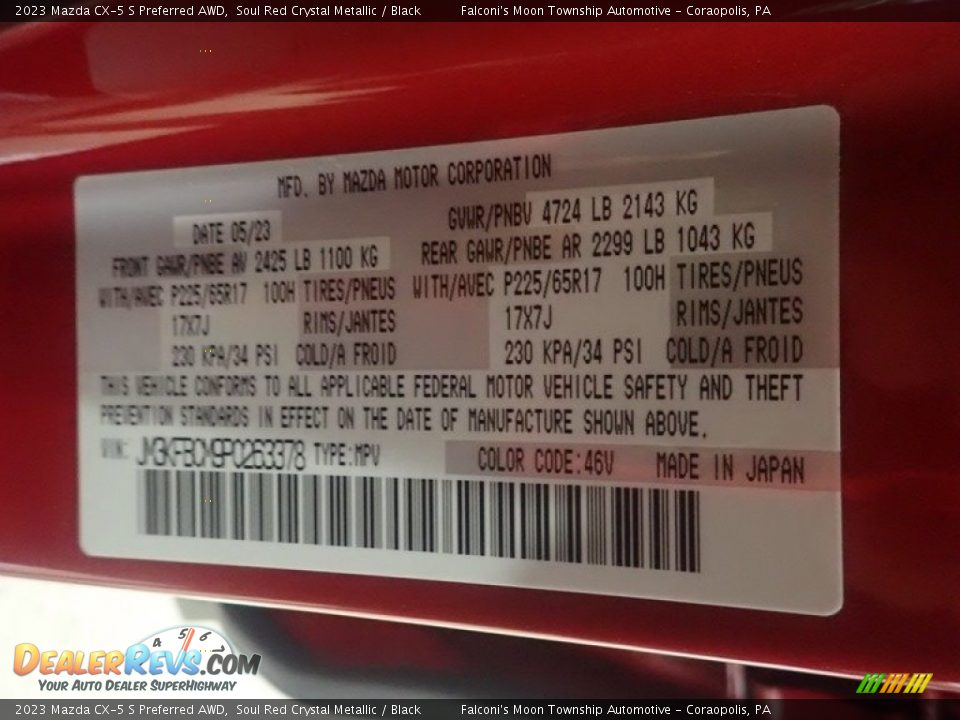 2023 Mazda CX-5 S Preferred AWD, Soul Red Crystal Metallic / Black Falconi's Moon Township Automotive - Coraopolis, PA
MFD. BY MAZDA MOTOR CORPORATION
DATE 05/23 GVWR/PNBV 4724 LB 2143 KG
FRONT GAWR/PNBE AV 2425 LB 1100 KG REAR GAWR/PNBE AR 2299 LB 1043 KG
WITH/AVEC P225/65R17 100H TIRES/PNEUS WITH/AVEC P225/65R17 100H TIRES/PNEUS
17X7J RIMS/JANTES 17X7J RIMS/JANTES
230 KPA/34 PSI COLD/A FROID 230 KPA/34 PSI COLD/A FROID
THIS VEHICLE CONFORMS TO ALL APPLICABLE FEDERAL MOTOR VEHICLE SAFETY AND THEFT
PREVENTION STANDARDS IN EFFECT ON THE DATE OF MANUFACTURE SHOWN ABOVE.
VIN: JM3KFBCM9P0263378 TYPE:MPV COLOR CODE:46V MADE IN JAPAN
4 5 6
DEALERREVS.COM
YOUR AUTO DEALER SUPERHIGHWAY
2023 Mazda CX-5 S Preferred AWD, Soul Red Crystal Metallic / Black Falconi's Moon Township Automotive - Coraopolis, PA